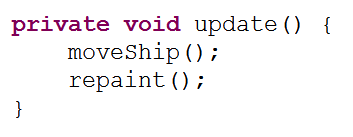 private void update() {
    moveShip();
    repaint();
}